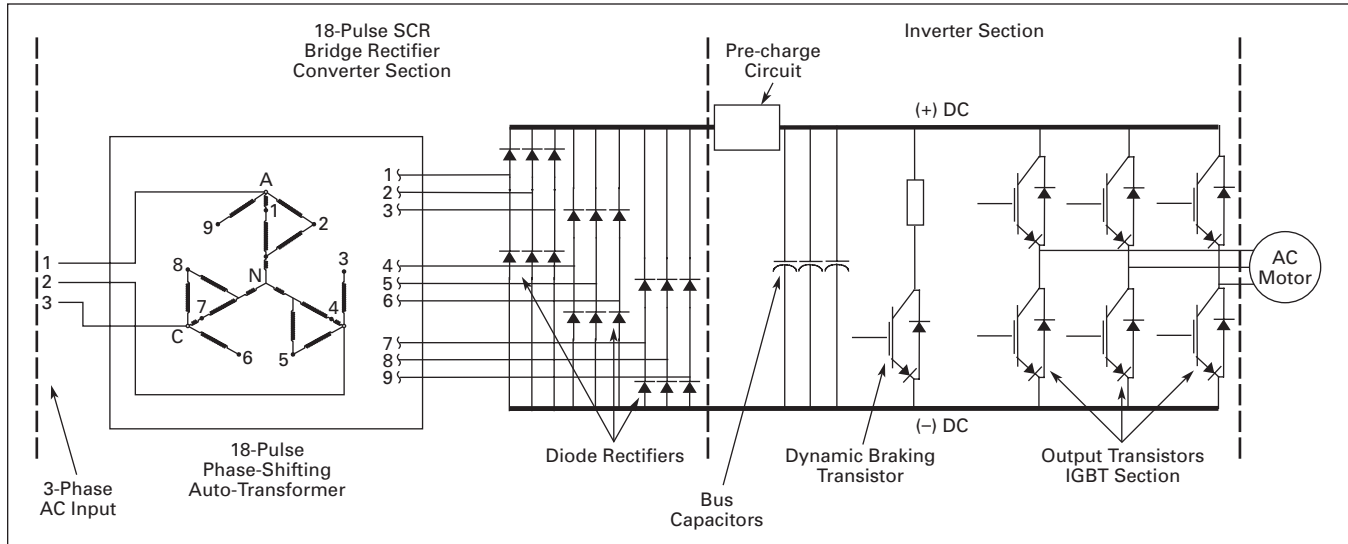 18-Pulse SCR
Bridge Rectifier
Converter Section
Inverter Section
Pre-charge
Circuit
(+) DC
A
1
9
2
8
N
3
7
4
C
6
5
1
2
3
1
2
3
4
5
6
7
8
9
AC
Motor
(–) DC
18-Pulse
Phase-Shifting
Auto-Transformer
3-Phase
AC Input
Diode Rectifiers
Bus
Capacitors
Dynamic Braking
Transistor
Output Transistors
IGBT Section